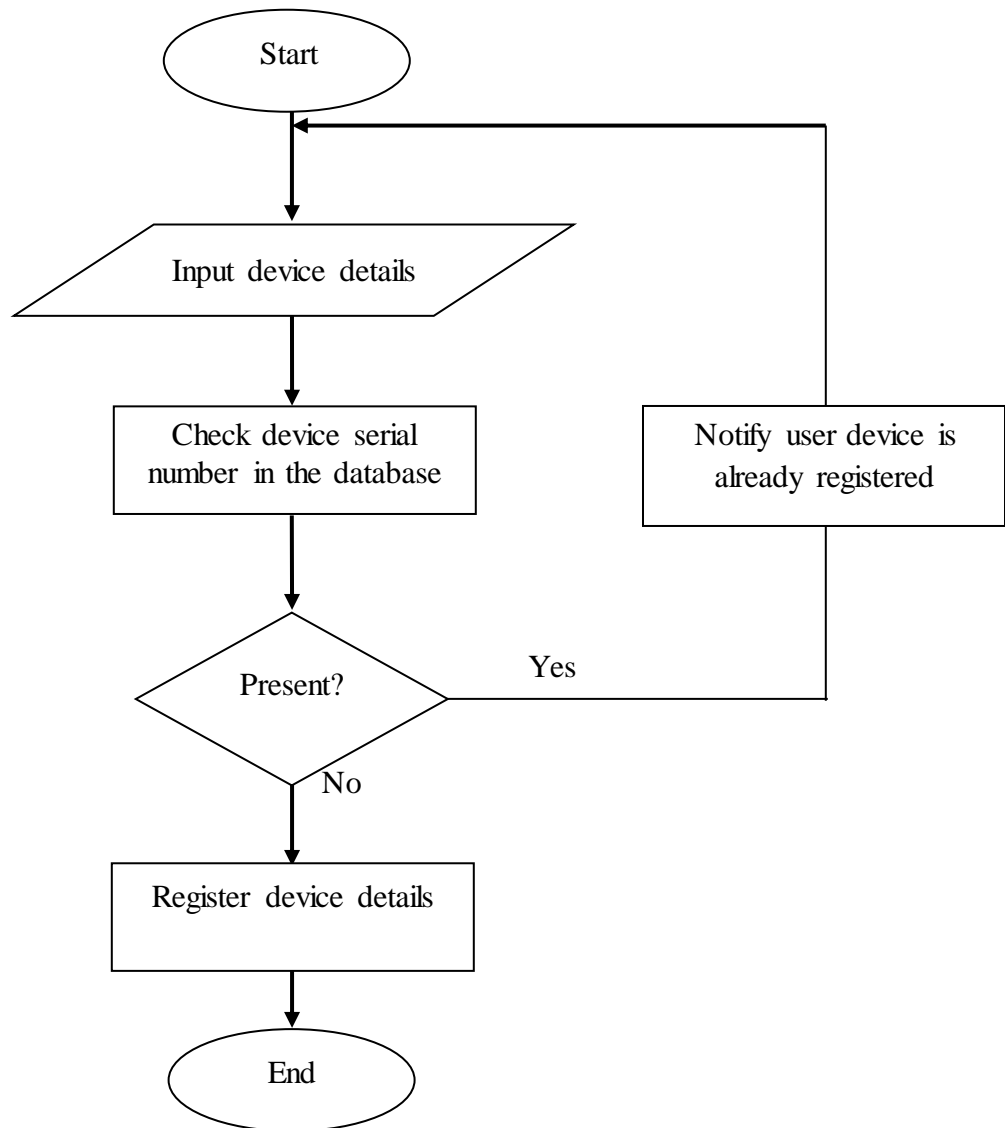 Start
Input device details
Check device serial
number in the database
Notify user device is
already registered
Present?
Yes
No
Register device details
End